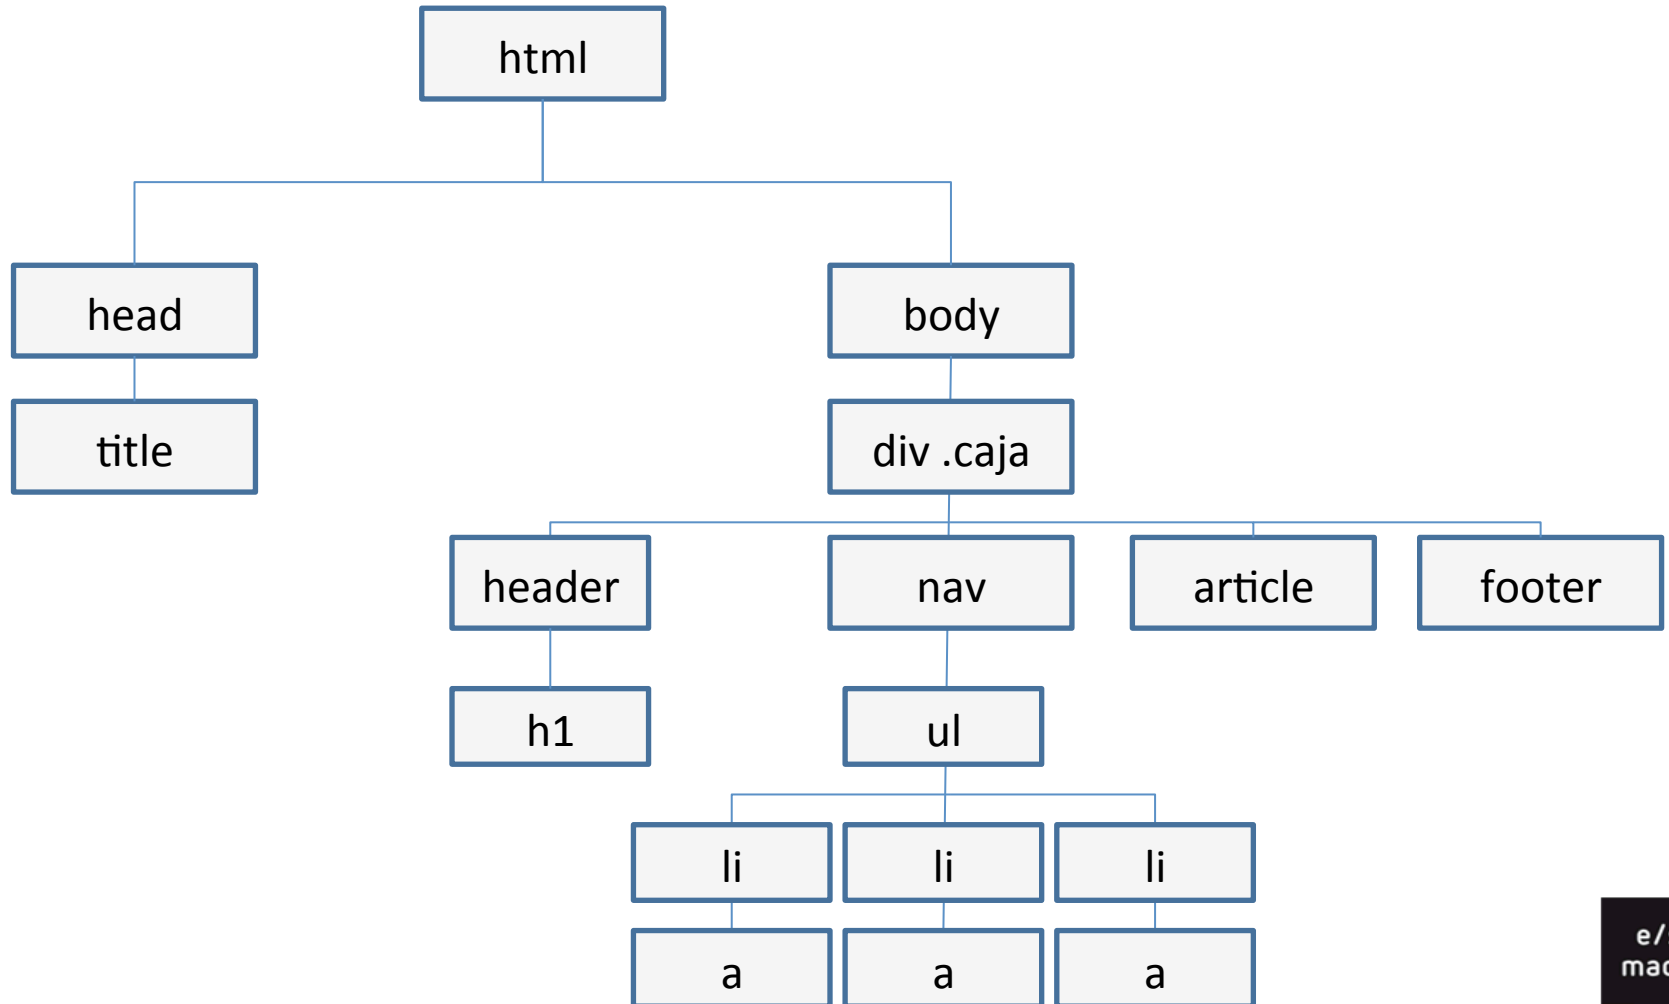 html
head
body
title
div .caja
header
nav
article
footer
h1
ul
li
li
li
a
a
a